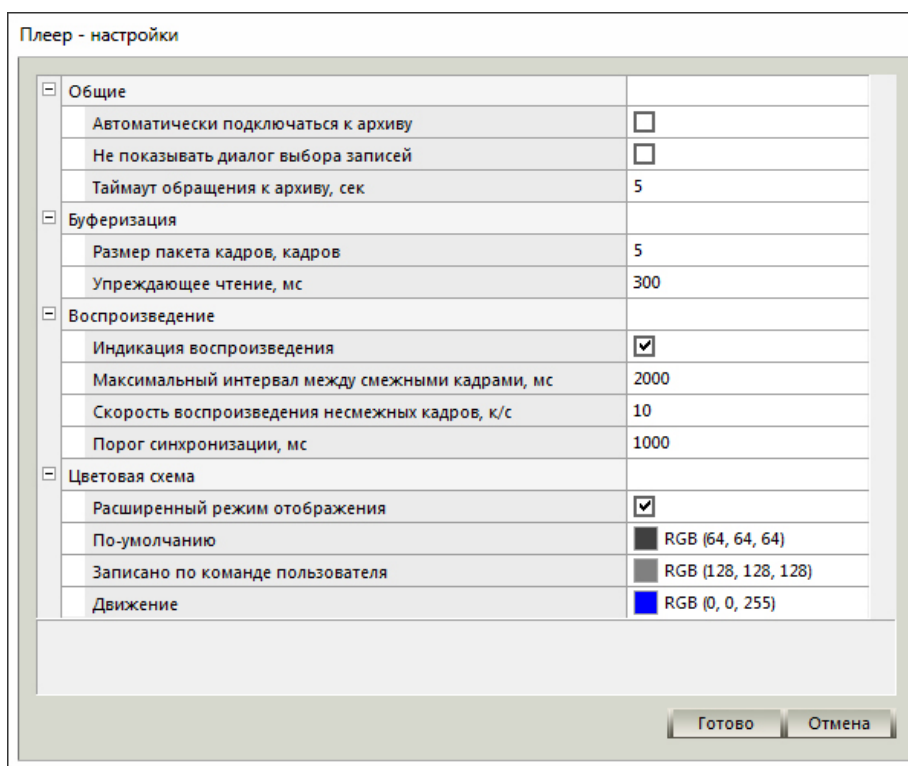 Плеер - настройки
Общие
Автоматически подключаться к архиву
Не показывать диалог выбора записей
Таймаут обращения к архиву, сек 5
Буферизация
Размер пакета кадров, кадров 5
Упреждающее чтение, мс 300
Воспроизведение
Индикация воспроизведения
Максимальный интервал между смежными кадрами, мс 2000
Скорость воспроизведения несмежных кадров, к/с 10
Порог синхронизации, мс 1000
Цветовая схема
Расширенный режим отображения
По-умолчанию RGB (64, 64, 64)
Записано по команде пользователя RGB (128, 128, 128)
Движение RGB (0, 0, 255)
Готово Отмена